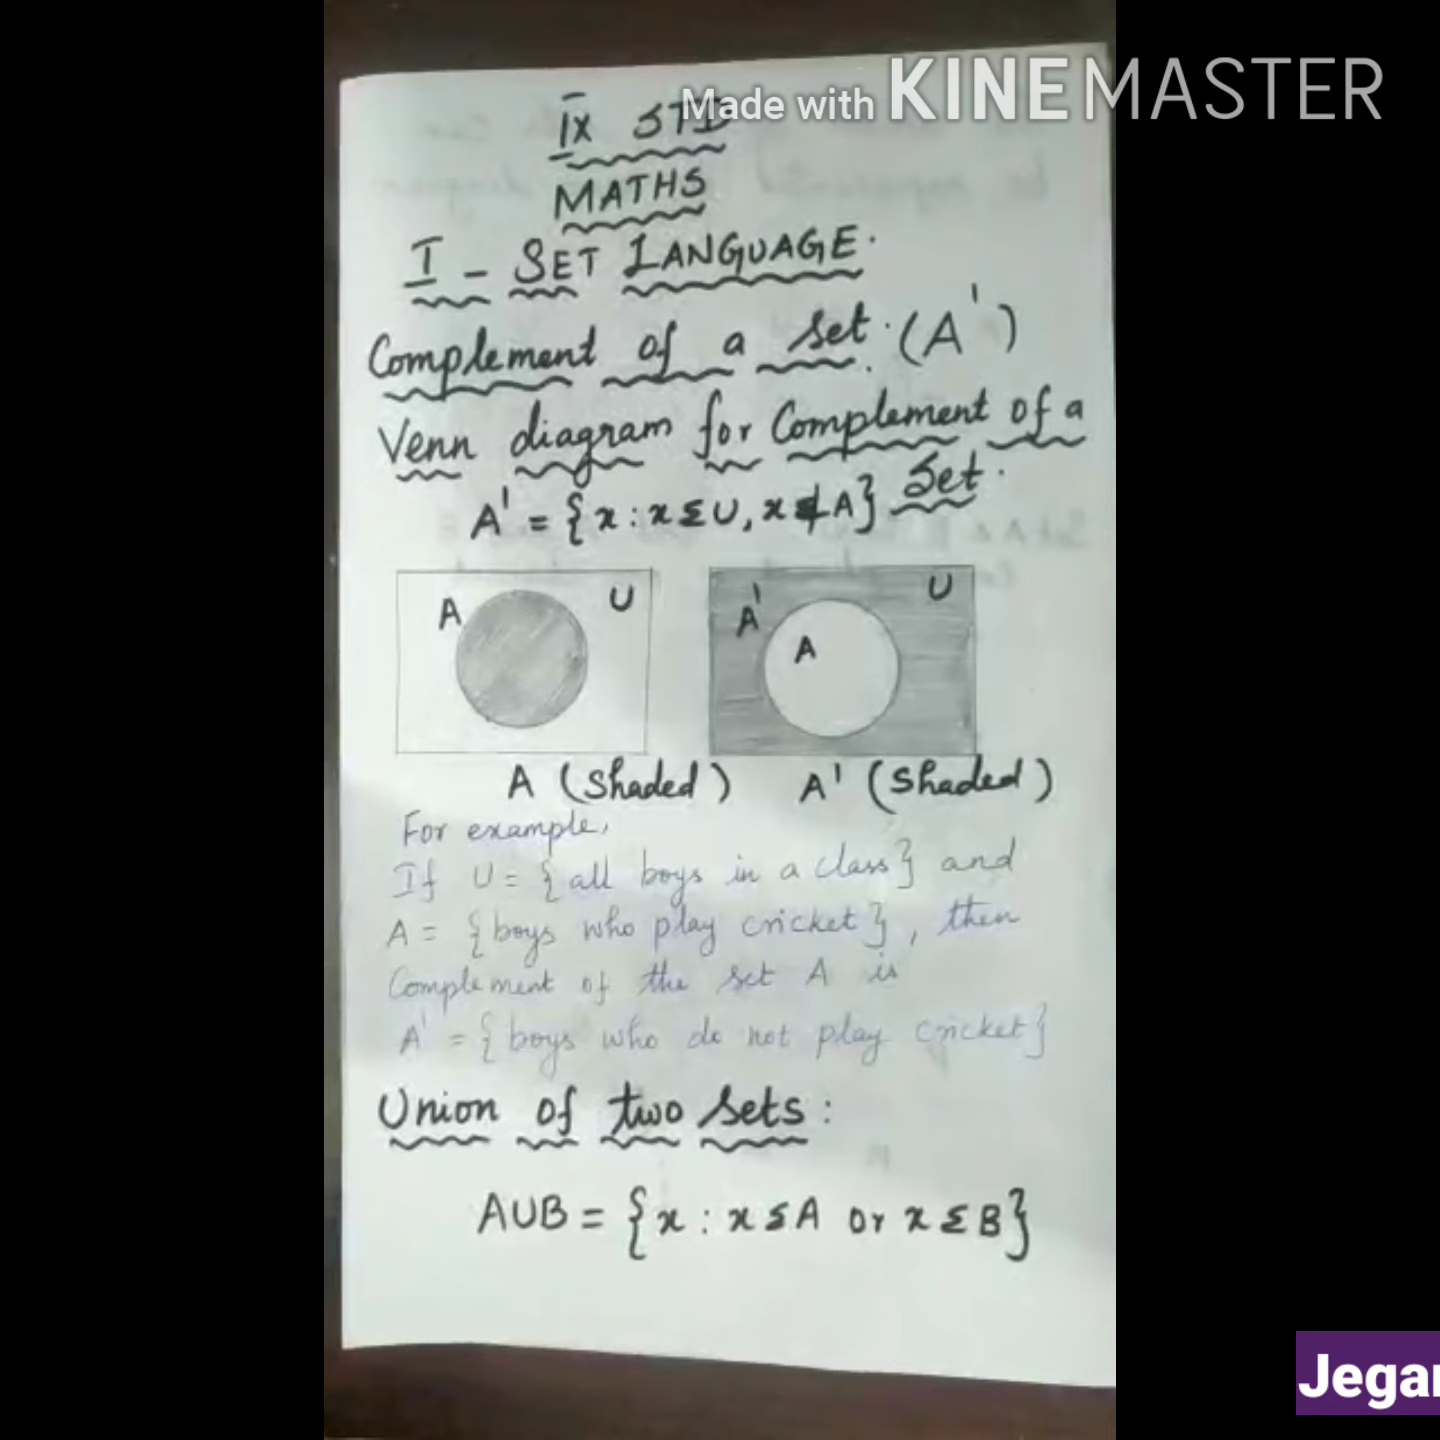 Made with KINEMASTER
IX STD
MATHS
I - SET LANGUAGE.
Complement of a set. (A')
Venn diagram for Complement of a
Set.
A' = {x : x Σ U, x ∉ A}
A U
A' A U
A (Shaded) A' (Shaded)
For example,
If U = {all boys in a class} and
A = {boys who play cricket}, then
Complement of the set A is
A' = {boys who do not play cricket}
Union of two sets :
AUB = {x : x Σ A or x Σ B}
Jegan